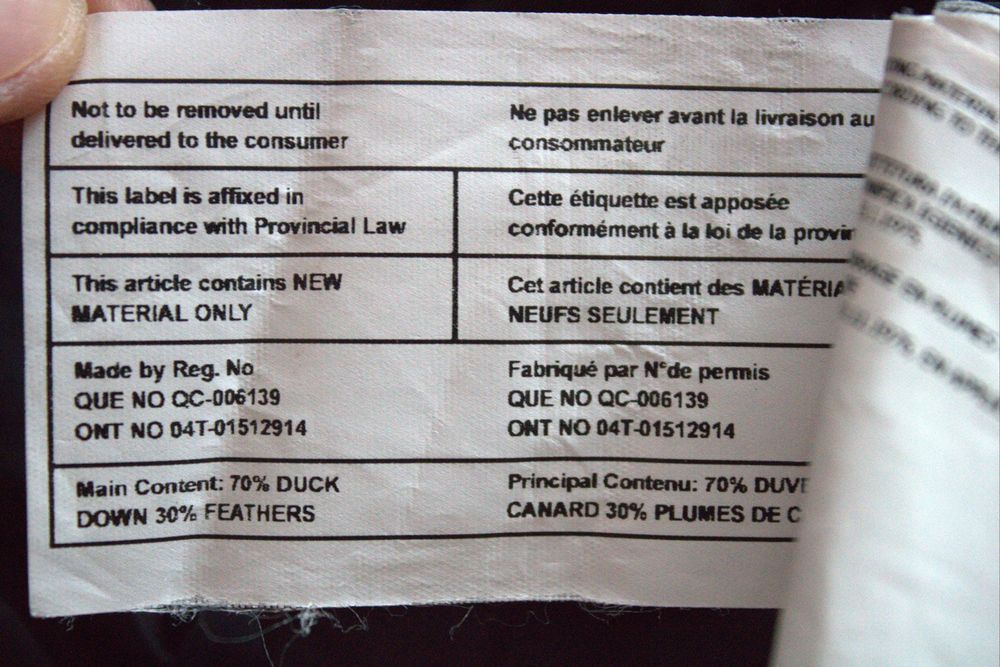 Not to be removed until
delivered to the consumer
Ne pas enlever avant la livraison au
consommateur
This label is affixed in
compliance with Provincial Law
Cette étiquette est apposée
conformément à la loi de la
This article contains NEW
MATERIAL ONLY
Cet article contient des
NEUFS SEULEMENT
Made by Reg. No
QUE NO QC-006139
ONT NO 04T-01512914
Fabriqué par N°de permis
QUE NO QC-006139
ONT NO 04T-01512914
Main Content: 70% DUCK
DOWN 30% FEATHERS
Principal Contenu: 70%
CANARD 30% PLUMES DE